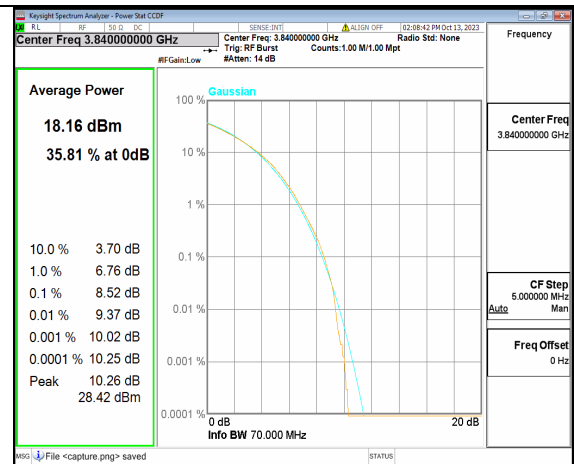 Keysight Spectrum Analyzer - Power Stat CCDF
RL RF 50 Ω DC SENSE:INT ALIGN OFF 02:08:42 PM Oct 13, 2023
Center Freq 3.840000000 GHz Center Freq: 3.840000000 GHz Radio Std: None
Trig: RF Burst Counts:1.00 M/1.00 Mpt
#IFGain:Low #Atten: 14 dB
Frequency
Average Power
18.16 dBm
35.81 % at 0dB
10.0 % 3.70 dB
1.0 % 6.76 dB
0.1 % 8.52 dB
0.01 % 9.37 dB
0.001 % 10.02 dB
0.0001 % 10.25 dB
Peak 10.26 dB
28.42 dBm
Gaussian
100 %
10 %
1 %
0.1 %
0.01 %
0.001 %
0.0001 %
0 dB 20 dB
Info BW 70.000 MHz
Center Freq
3.840000000 GHz
CF Step
5.000000 MHz
Auto Man
Freq Offset
0 Hz
MSG File <capture.png> saved STATUS